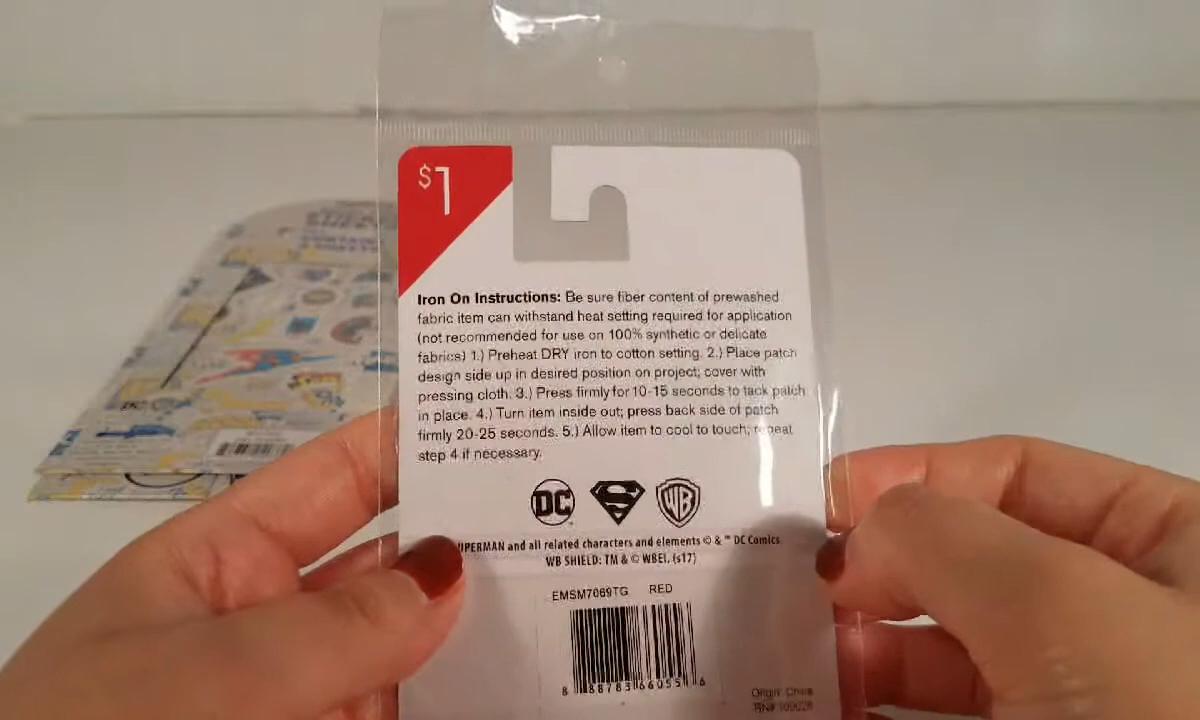 $1
Iron On Instructions: Be sure fiber content of prewashed
fabric item can withstand heat setting required for application
(not recommended for use on 100% synthetic or delicate
fabrics) 1.) Preheat DRY iron to cotton setting. 2.) Place patch
design side up in desired position on project; cover with
pressing cloth. 3.) Press firmly for 10-15 seconds to tack patch
in place. 4.) Turn item inside out; press back side of patch
firmly 20-25 seconds. 5.) Allow item to cool to touch; repeat
step 4 if necessary.
DC S WB
UPERMAN and all related characters and elements © & ™ DC Comics.
WB SHIELD: TM & © WBEI. (s17)
EMSM7069TG RED
8 88783 66055 6
Origin: China